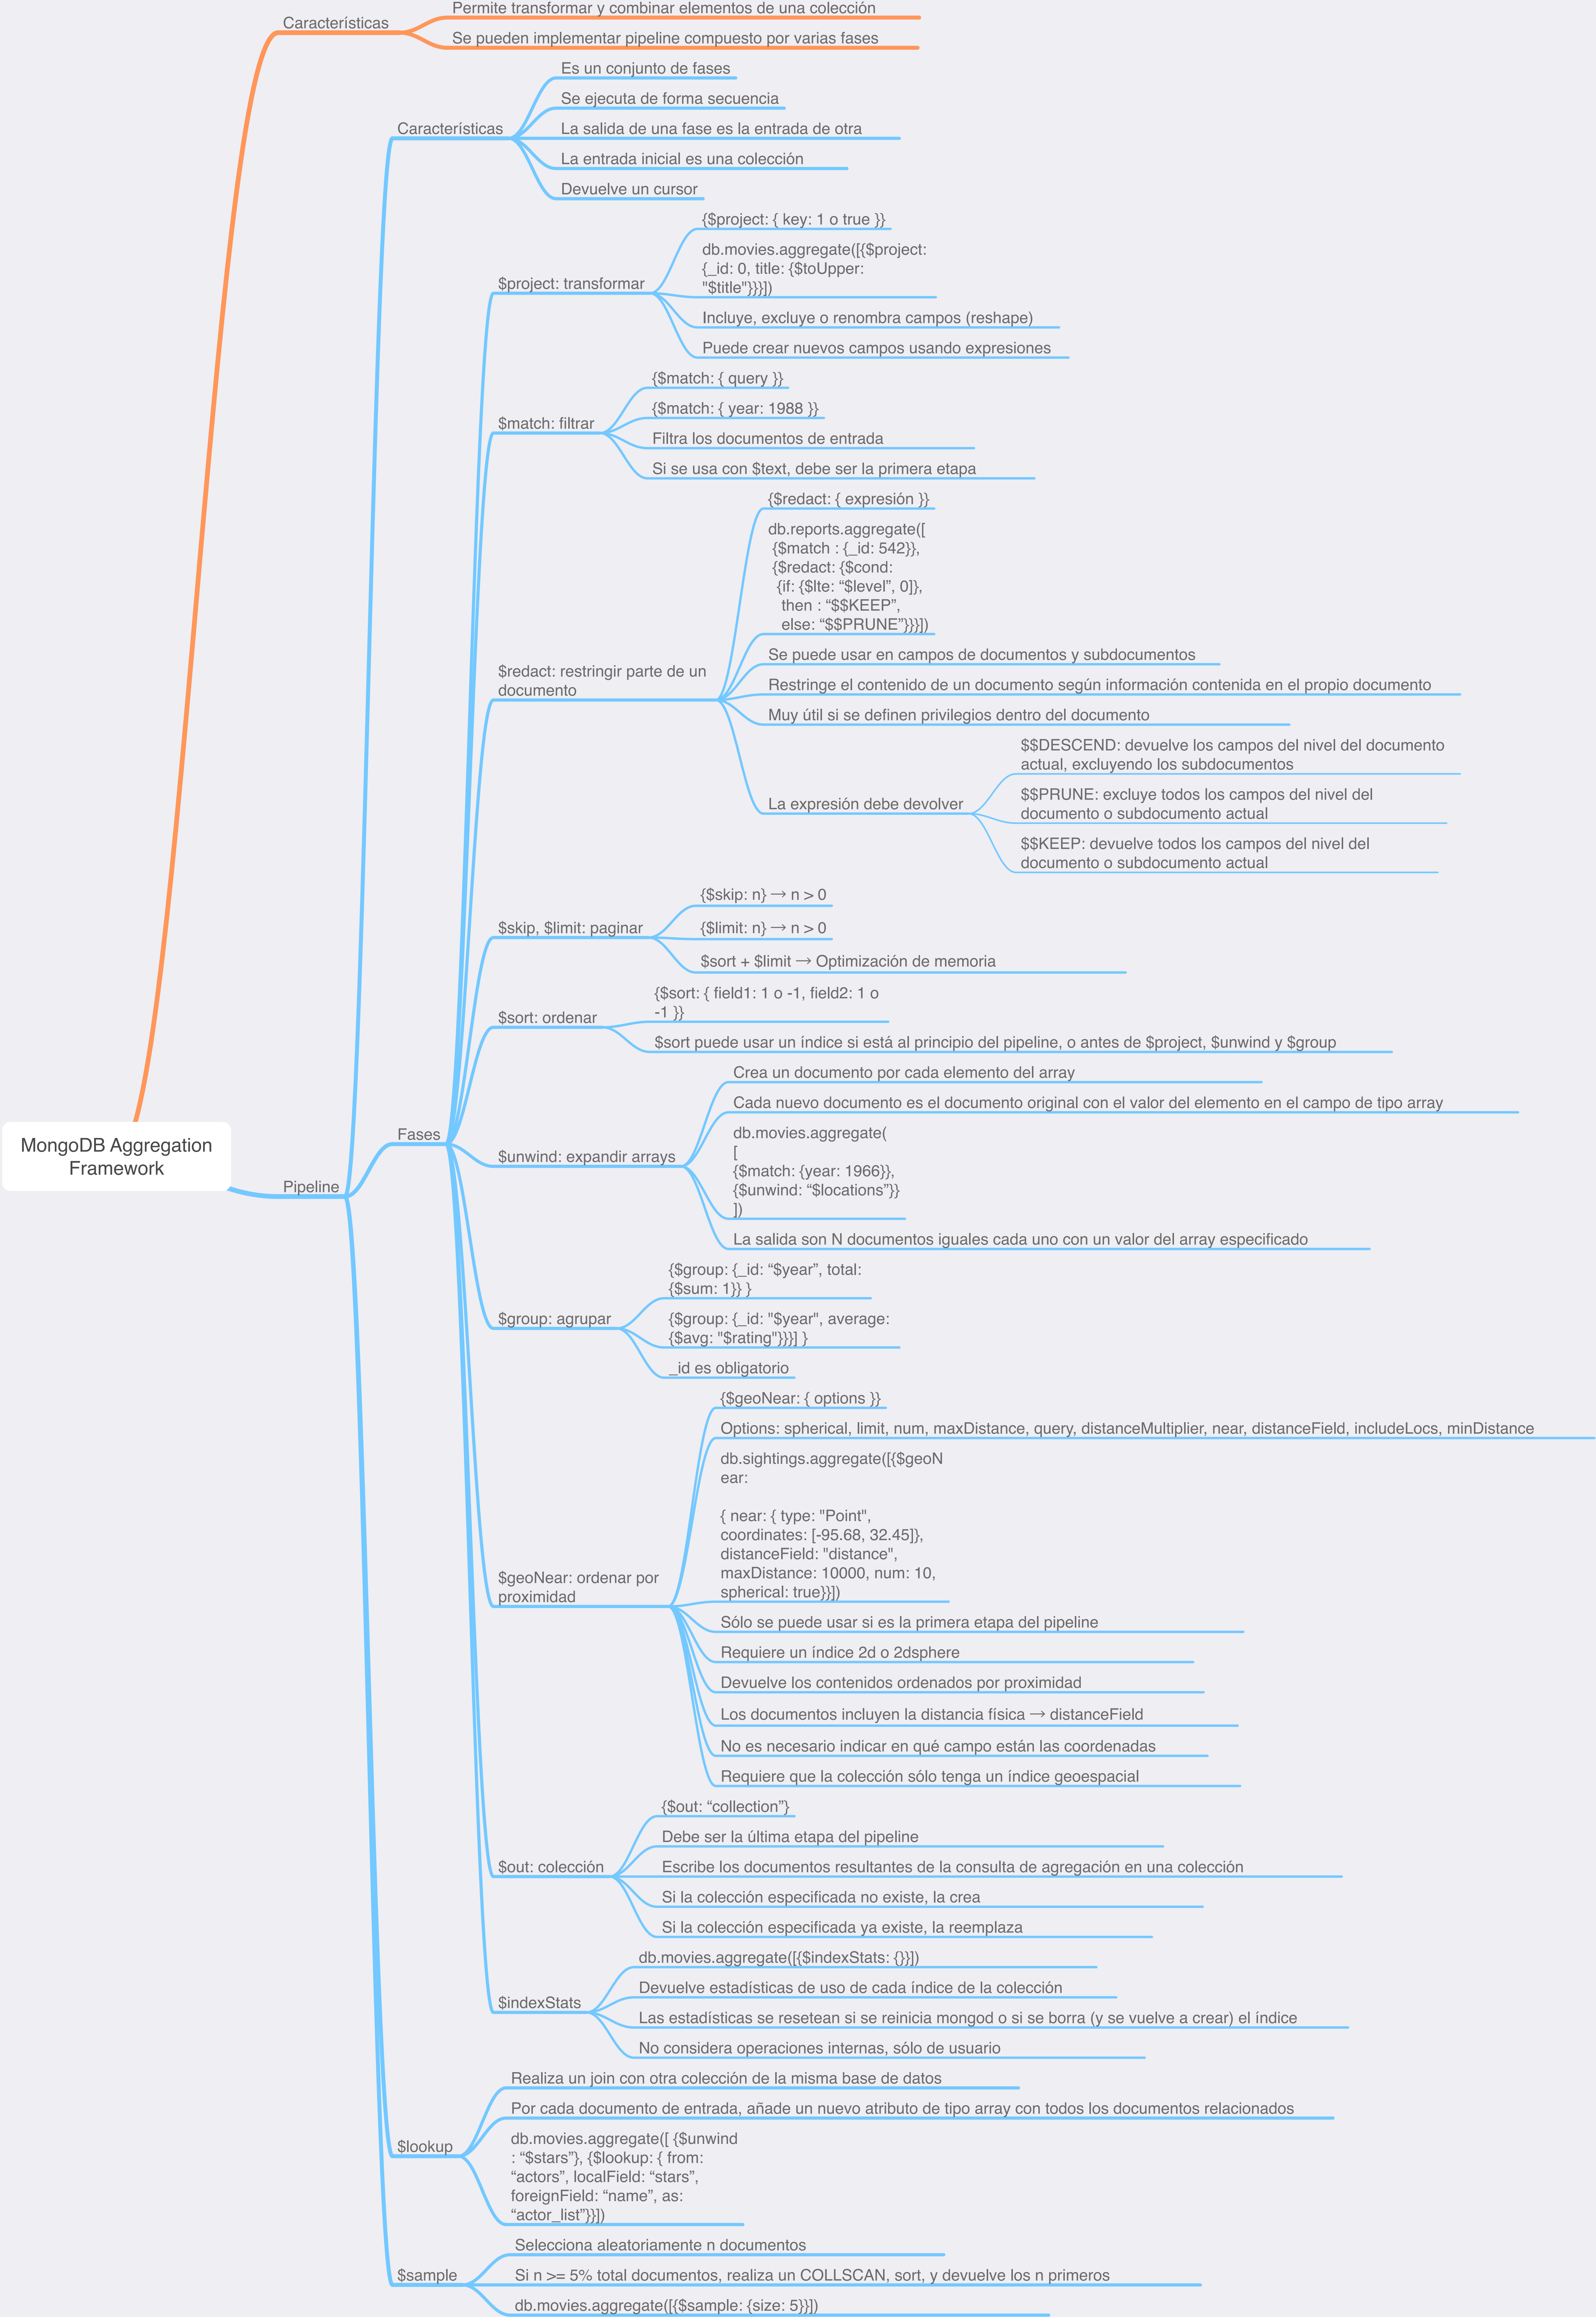 Características
Permite transformar y combinar elementos de una colección
Se pueden implementar pipeline compuesto por varias fases
MongoDB Aggregation
Framework
Pipeline
Características
Es un conjunto de fases
Se ejecuta de forma secuencia
La salida de una fase es la entrada de otra
La entrada inicial es una colección
Devuelve un cursor
Fases
$project: transformar
{$project: { key: 1 o true }}
db.movies.aggregate([{$project:
{_id: 0, title: {$toUpper:
"$title"}}}])
Incluye, excluye o renombra campos (reshape)
Puede crear nuevos campos usando expresiones
$match: filtrar
{$match: { query }}
{$match: { year: 1988 }}
Filtra los documentos de entrada
Si se usa con $text, debe ser la primera etapa
$redact: restringir parte de un
documento
{$redact: { expresión }}
db.reports.aggregate([
{$match : {_id: 542}},
{$redact: {$cond:
{if: {$lte: “$level”, 0]},
then : “$$KEEP”,
else: “$$PRUNE”}}}])
Se puede usar en campos de documentos y subdocumentos
Restringe el contenido de un documento según información contenida en el propio documento
Muy útil si se definen privilegios dentro del documento
La expresión debe devolver
$$DESCEND: devuelve los campos del nivel del documento
actual, excluyendo los subdocumentos
$$PRUNE: excluye todos los campos del nivel del
documento o subdocumento actual
$$KEEP: devuelve todos los campos del nivel del
documento o subdocumento actual
$skip, $limit: paginar
{$skip: n} → n > 0
{$limit: n} → n > 0
$sort + $limit → Optimización de memoria
$sort: ordenar
{$sort: { field1: 1 o -1, field2: 1 o
-1 }}
$sort puede usar un índice si está al principio del pipeline, o antes de $project, $unwind y $group
$unwind: expandir arrays
Crea un documento por cada elemento del array
Cada nuevo documento es el documento original con el valor del elemento en el campo de tipo array
db.movies.aggregate(
[
{$match: {year: 1966}},
{$unwind: “$locations”}}
])
La salida son N documentos iguales cada uno con un valor del array especificado
$group: agrupar
{$group: {_id: “$year”, total:
{$sum: 1}} }
{$group: {_id: "$year", average:
{$avg: "$rating"}}}] }
_id es obligatorio
$geoNear: ordenar por
proximidad
{$geoNear: { options }}
Options: spherical, limit, num, maxDistance, query, distanceMultiplier, near, distanceField, includeLocs, minDistance
db.sightings.aggregate([{$geoN
ear:
{ near: { type: "Point",
coordinates: [-95.68, 32.45]},
distanceField: "distance",
maxDistance: 10000, num: 10,
spherical: true}}])
Sólo se puede usar si es la primera etapa del pipeline
Requiere un índice 2d o 2dsphere
Devuelve los contenidos ordenados por proximidad
Los documentos incluyen la distancia física → distanceField
No es necesario indicar en qué campo están las coordenadas
Requiere que la colección sólo tenga un índice geoespacial
$out: colección
{$out: “collection”}
Debe ser la última etapa del pipeline
Escribe los documentos resultantes de la consulta de agregación en una colección
Si la colección especificada no existe, la crea
Si la colección especificada ya existe, la reemplaza
$indexStats
db.movies.aggregate([{$indexStats: {}}])
Devuelve estadísticas de uso de cada índice de la colección
Las estadísticas se resetean si se reinicia mongod o si se borra (y se vuelve a crear) el índice
No considera operaciones internas, sólo de usuario
$lookup
Realiza un join con otra colección de la misma base de datos
Por cada documento de entrada, añade un nuevo atributo de tipo array con todos los documentos relacionados
db.movies.aggregate([ {$unwind
: “$stars”}, {$lookup: { from:
“actors”, localField: “stars”,
foreignField: “name”, as:
“actor_list”}}])
$sample
Selecciona aleatoriamente n documentos
Si n >= 5% total documentos, realiza un COLLSCAN, sort, y devuelve los n primeros
db.movies.aggregate([{$sample: {size: 5}}])